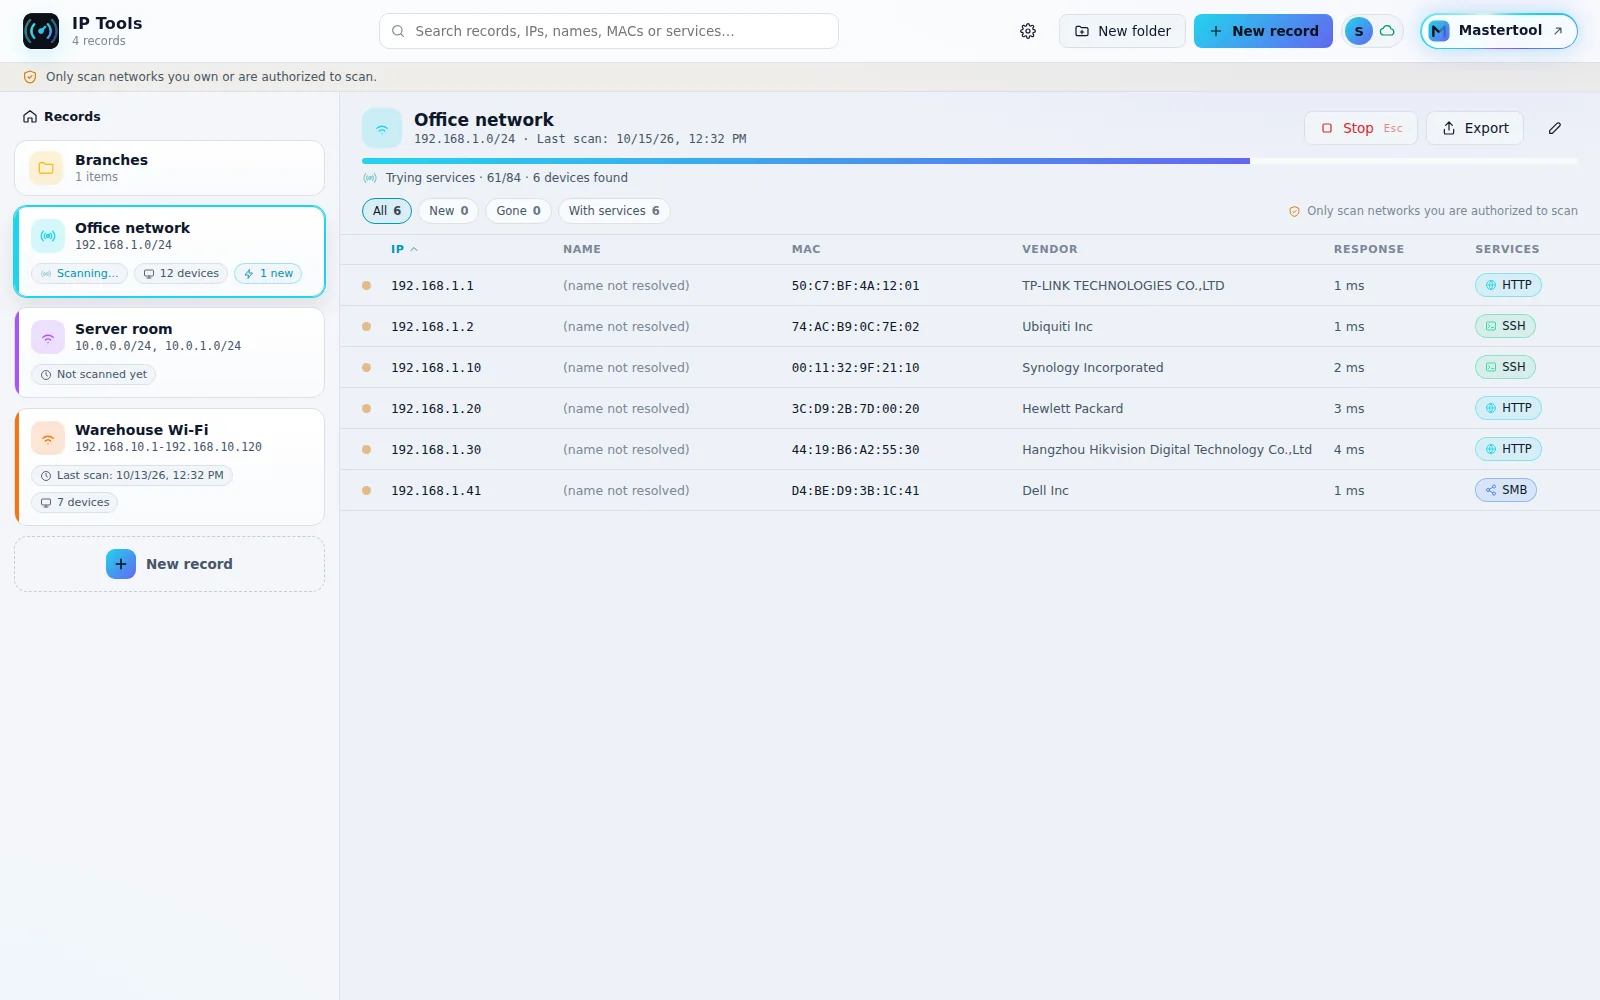 IP Tools
4 records
Search records, IPs, names, MACs or services...
New folder
New record
S
Mastertool
Only scan networks you own or are authorized to scan.
Records
Branches
1 items
Office network
192.168.1.0/24
Scanning...
12 devices
1 new
Server room
10.0.0.0/24, 10.0.1.0/24
Not scanned yet
Warehouse Wi-Fi
192.168.10.1-192.168.10.120
Last scan: 10/13/26, 12:32 PM
7 devices
New record
Office network
192.168.1.0/24 · Last scan: 10/15/26, 12:32 PM
Stop Esc
Export
Trying services · 61/84 · 6 devices found
All 6
New 0
Gone 0
With services 6
Only scan networks you are authorized to scan
IP NAME MAC VENDOR RESPONSE SERVICES
192.168.1.1 (name not resolved) 50:C7:BF:4A:12:01 TP-LINK TECHNOLOGIES CO.,LTD 1 ms HTTP
192.168.1.2 (name not resolved) 74:AC:B9:0C:7E:02 Ubiquiti Inc 1 ms SSH
192.168.1.10 (name not resolved) 00:11:32:9F:21:10 Synology Incorporated 2 ms SSH
192.168.1.20 (name not resolved) 3C:D9:2B:7D:00:20 Hewlett Packard 3 ms HTTP
192.168.1.30 (name not resolved) 44:19:B6:A2:55:30 Hangzhou Hikvision Digital Technology Co.,Ltd 4 ms HTTP
192.168.1.41 (name not resolved) D4:BE:D9:3B:1C:41 Dell Inc 1 ms SMB